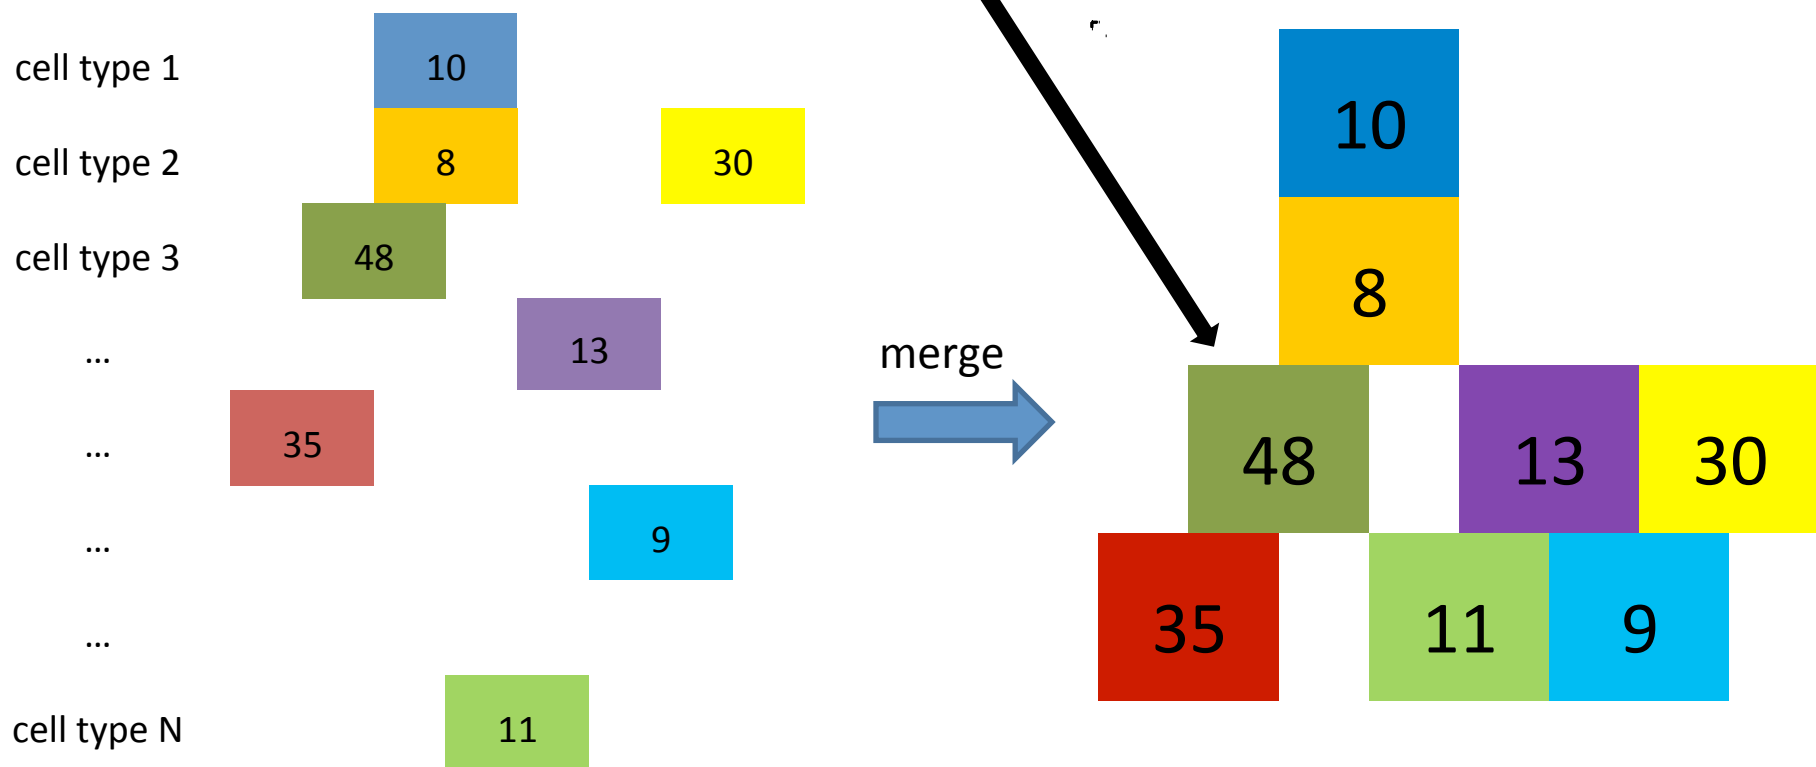 cell type 1 10
cell type 2 8 30
cell type 3 48
... 13
... 35
... 9
...
cell type N 11
merge
10
8
48 13 30
35 11 9